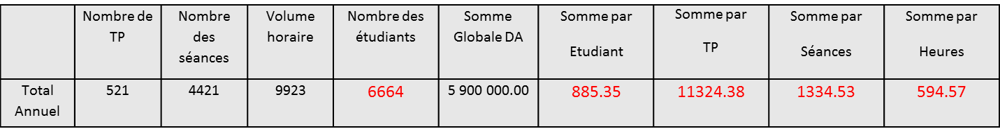 Nombre de TP
Nombre des séances
Volume horaire
Nombre des étudiants
Somme Globale DA
Somme par Etudiant
Somme par TP
Somme par Séances
Somme par Heures
Total Annuel
521
4421
9923
6664
5 900 000.00
885.35
11324.38
1334.53
594.57